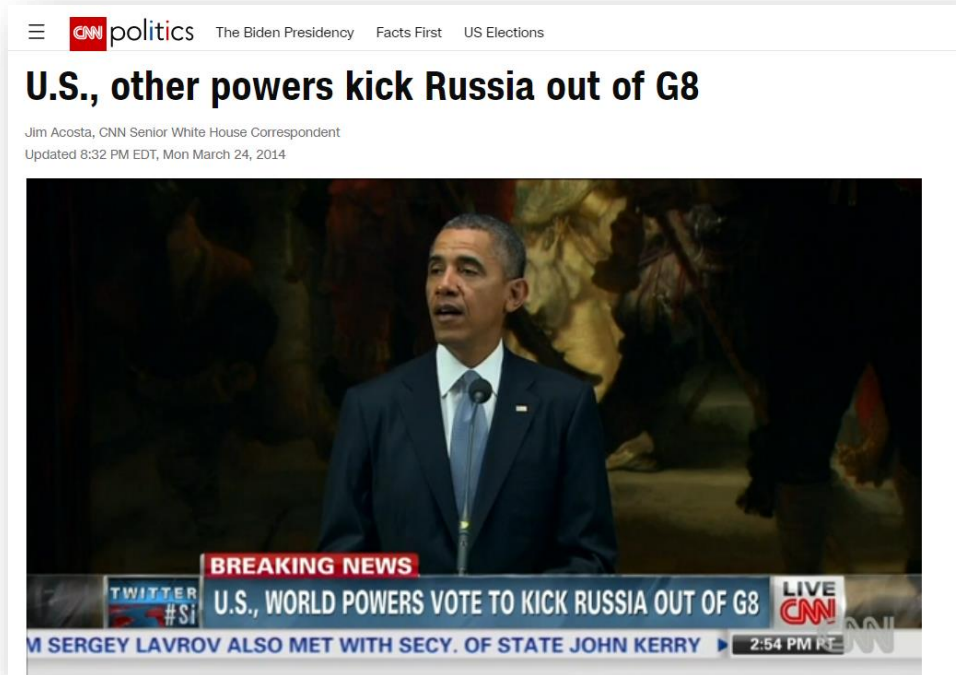 CNN politics The Biden Presidency Facts First US Elections
U.S., other powers kick Russia out of G8
Jim Acosta, CNN Senior White House Correspondent
Updated 8:32 PM EDT, Mon March 24, 2014
BREAKING NEWS
TWITTER
#Si
U.S., WORLD POWERS VOTE TO KICK RUSSIA OUT OF G8
LIVE
CNN
M SERGEY LAVROV ALSO MET WITH SECY. OF STATE JOHN KERRY
2:54 PM PT
CNN